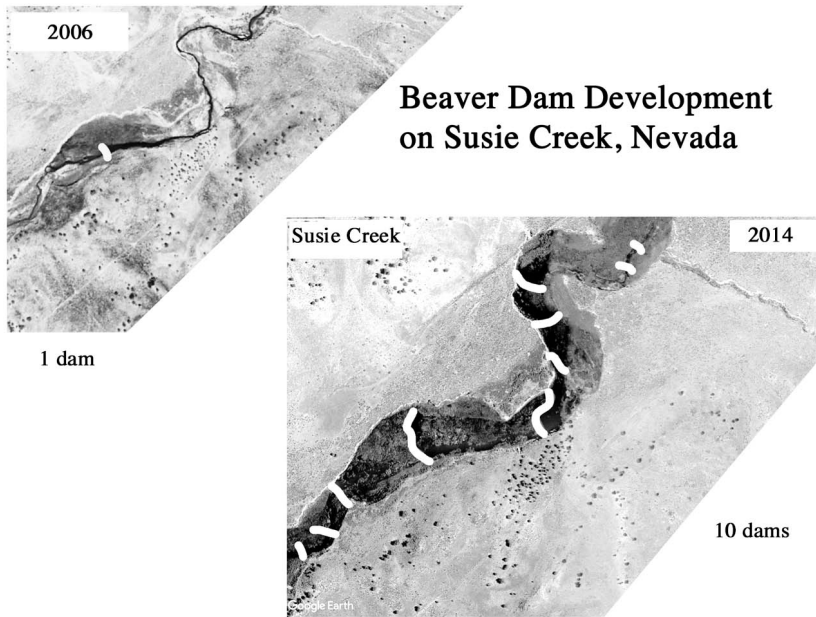 2006
Beaver Dam Development
on Susie Creek, Nevada
Susie Creek
2014
1 dam
10 dams
Google Earth